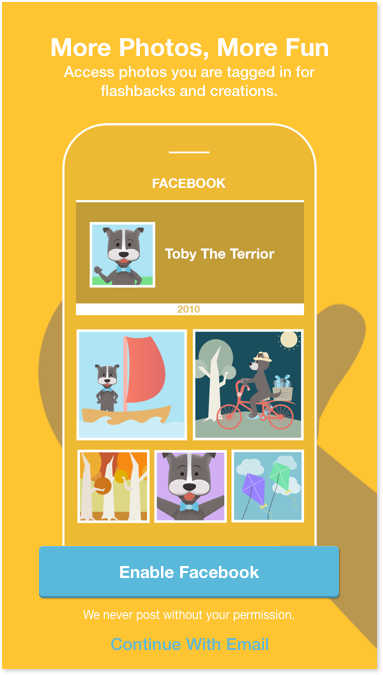 More Photos, More Fun
Access photos you are tagged in for
flashbacks and creations.
FACEBOOK
Toby The Terrior
2010
Enable Facebook
We never post without your permission.
Continue With Email